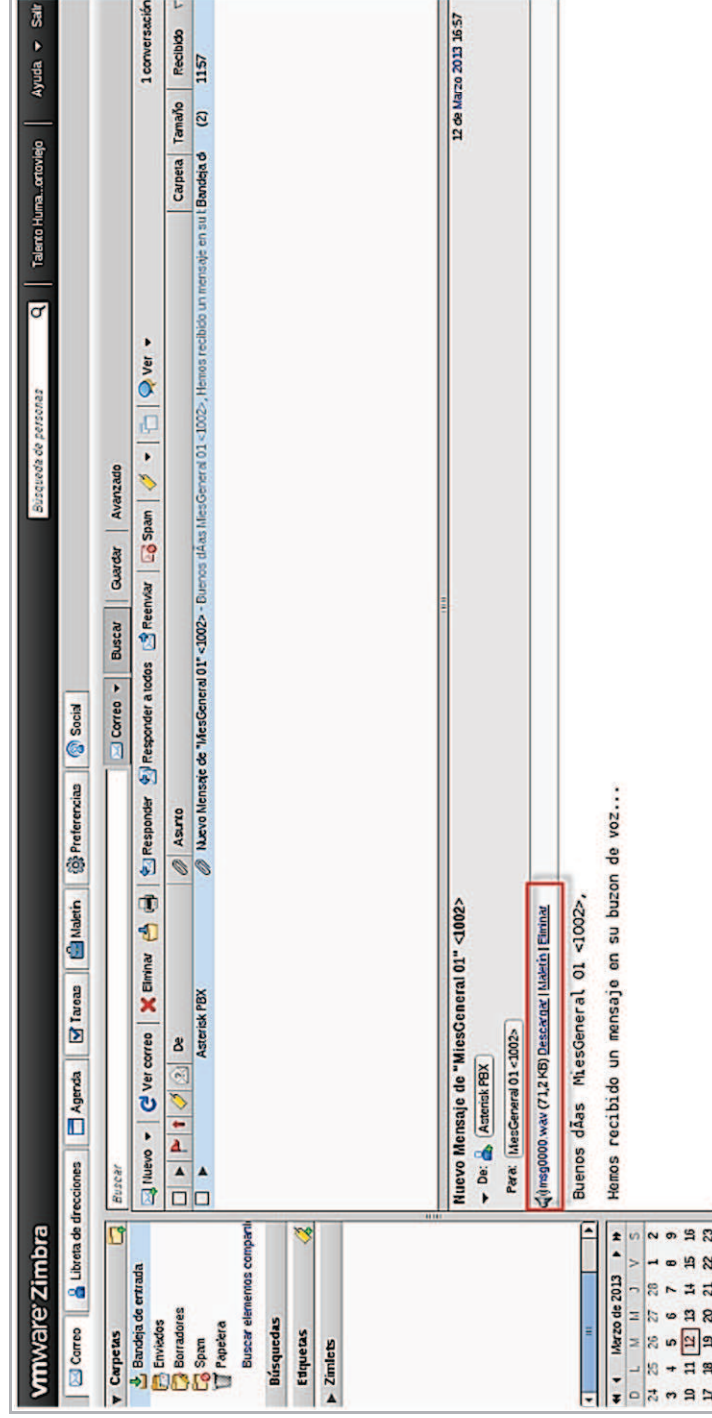 vmware Zimbra
Búsqueda de personas
Talento Huma...ortoviejo
Ayuda
Salir
Correo
Libreta de direcciones
Agenda
Tareas
Maletín
Preferencias
Social
Buscar
Correo
Buscar
Guardar
Avanzado
Carpetas
Bandeja de entrada
Enviados
Borradores
Spam
Papelera
Buscar elementos comparti
Búsquedas
Etiquetas
Zimlets
Nuevo
Ver correo
Eliminar
Responder
Responder a todos
Reenviar
Spam
Ver
1 conversación
De
Asunto
Carpeta
Tamaño
Recibido
Asterisk PBX
Nuevo Mensaje de "MiesGeneral 01" <1002> - Buenos dÃas MiesGeneral 01 <1002>, Hemos recibido un mensaje en su t
Bandeja d
(2)
11:57
Nuevo Mensaje de "MiesGeneral 01" <1002>
12 de Marzo 2013 16:57
De: Asterisk PBX
Para: MiesGeneral 01 <1002>
msg0000.wav (71,2 KB) Descargar | Maletín | Eliminar
Buenos dÃas MiesGeneral 01 <1002>,
Hemos recibido un mensaje en su buzon de voz...
Marzo de 2013
D L M M J V S
24 25 26 27 28 1 2
3 4 5 6 7 8 9
10 11 12 13 14 15 16
17 18 19 20 21 22 23